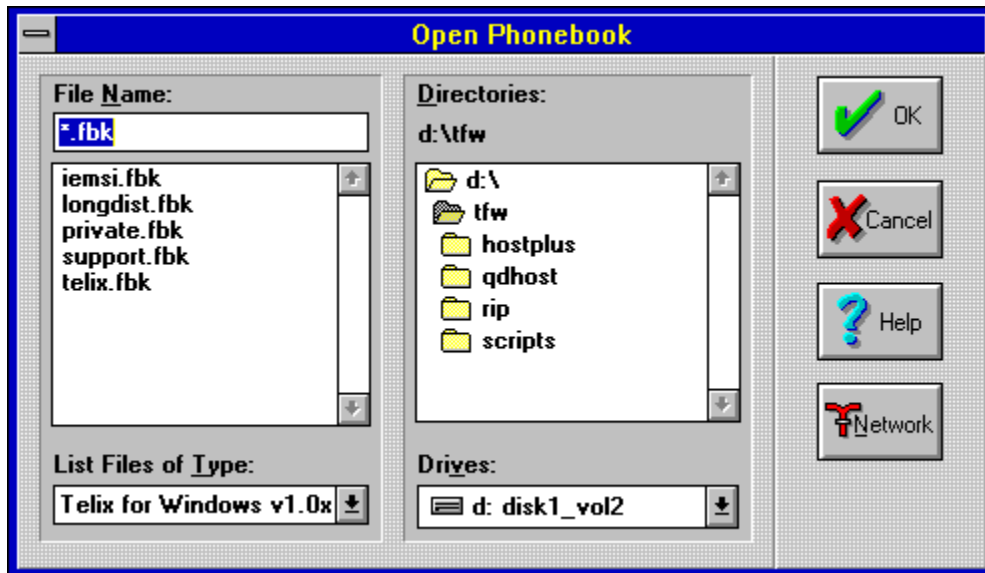 Open Phonebook
File Name:
*.fbk
iemsi.fbk
longdist.fbk
private.fbk
support.fbk
telix.fbk
List Files of Type:
Telix for Windows v1.0x
Directories:
d:\tfw
d:\
tfw
hostplus
qdhost
rip
scripts
Drives:
d: disk1_vol2
OK
Cancel
Help
Network